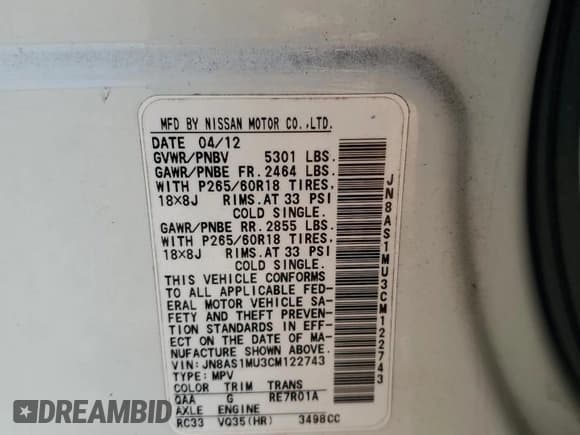 MFD BY NISSAN MOTOR CO.,LTD.
DATE 04/12
GVWR/PNBV 5301 LBS.
GAWR/PNBE FR. 2464 LBS.
WITH P265/60R18 TIRES,
18×8J RIMS. AT 33 PSI
COLD SINGLE.
GAWR/PNBE RR. 2855 LBS.
WITH P265/60R18 TIRES,
18×8J RIMS. AT 33 PSI
COLD SINGLE.
THIS VEHICLE CONFORMS
TO ALL APPLICABLE FED-
ERAL MOTOR VEHICLE SA-
FETY AND THEFT PREVEN-
TION STANDARDS IN EFF-
ECT ON THE DATE OF MA-
NUFACTURE SHOWN ABOVE.
VIN: JN8AS1MU3CM122743
TYPE: MPV
COLOR TRIM TRANS
QAA G RE7R01A
AXLE ENGINE
RC33 VQ35(HR) 3498CC
JN8AS1MU3CM122743
DREAMBID